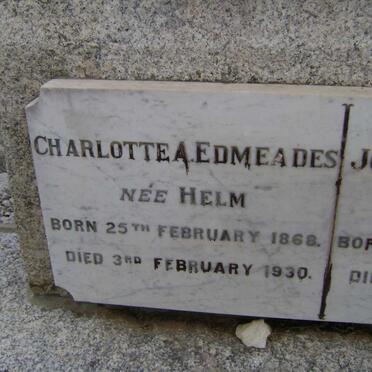 CHARLOTTE A. EDMEADES
NÉE HELM
BORN 25TH FEBRUARY 1868.
DIED 3RD FEBRUARY 1930.